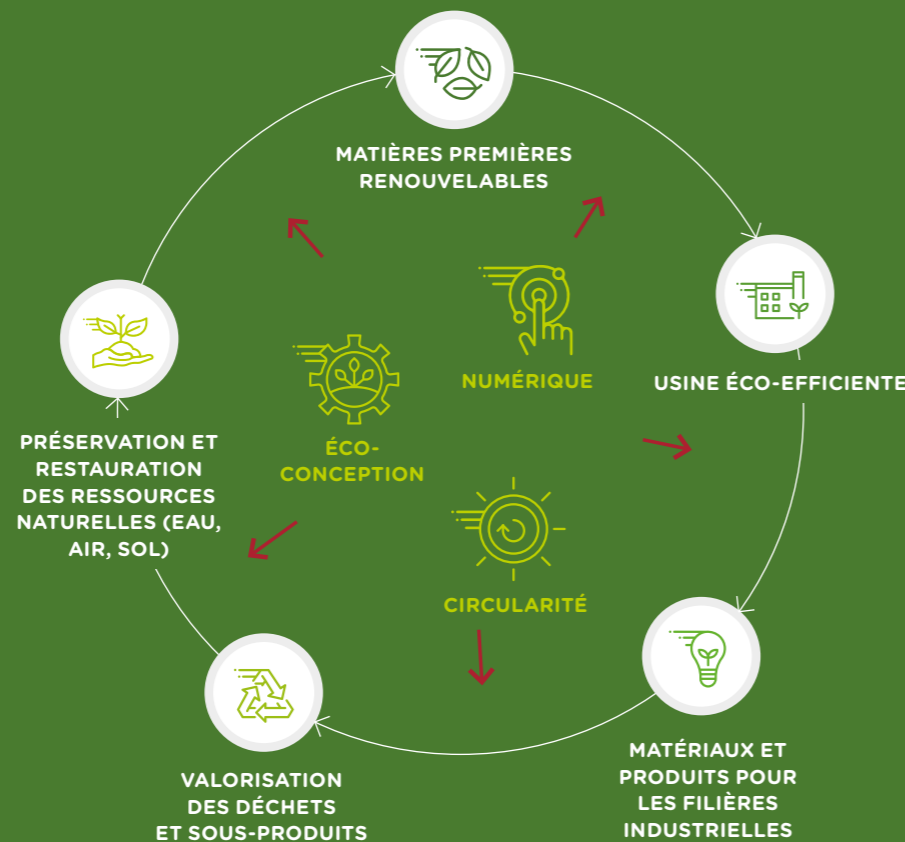 MATIÈRES PREMIÈRES
RENOUVELABLES
NUMÉRIQUE
USINE ÉCO-EFFICIENTE
ÉCO-
CONCEPTION
PRÉSERVATION ET
RESTAURATION
DES RESSOURCES
NATURELLES (EAU,
AIR, SOL)
CIRCULARITÉ
MATÉRIAUX ET
PRODUITS POUR
LES FILIÈRES
INDUSTRIELLES
VALORISATION
DES DÉCHETS
ET SOUS-PRODUITS